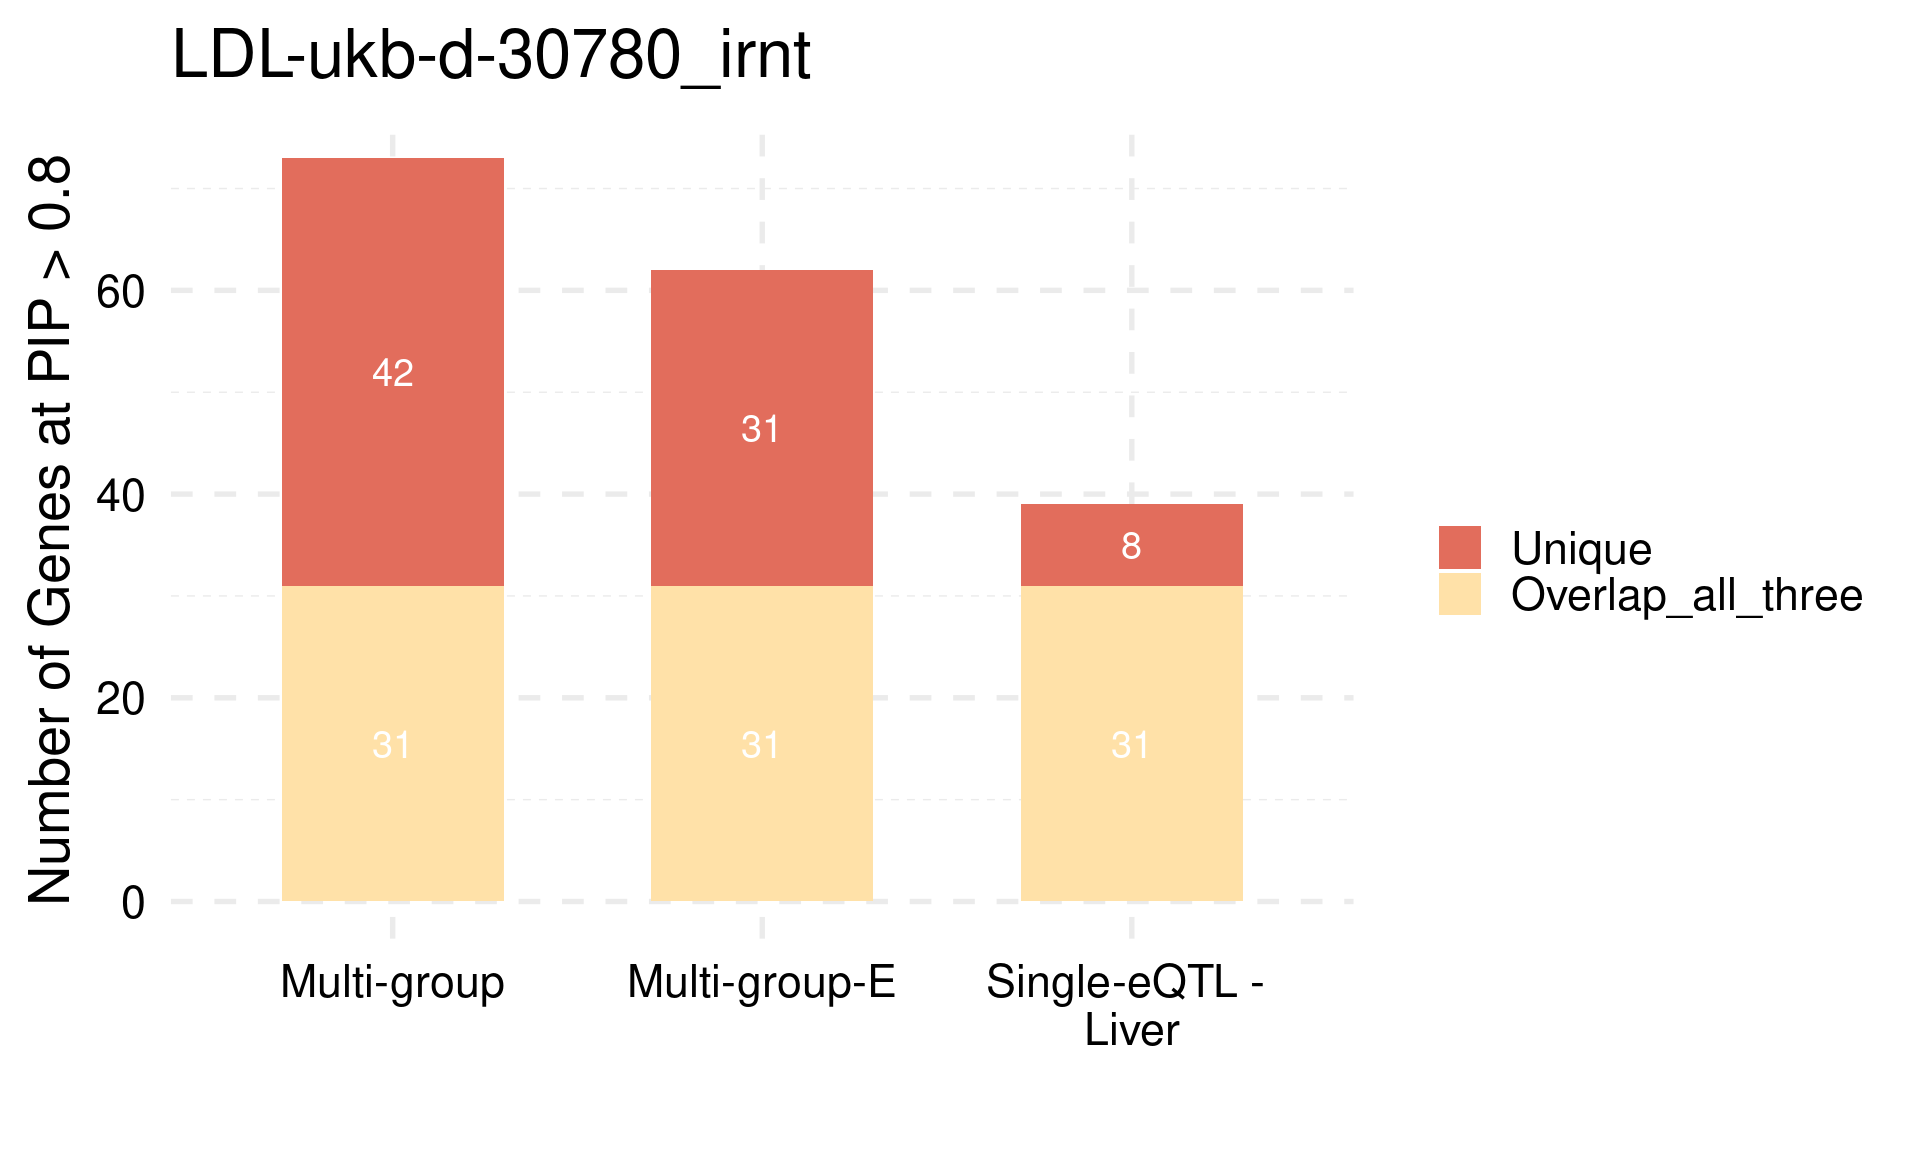 LDL-ukb-d-30780_irnt
Number of Genes at PIP > 0.8
60
40
20
0
42
31
31
31
8
31
Multi-group
Multi-group-E
Single-eQTL -
Liver
Unique
Overlap_all_three